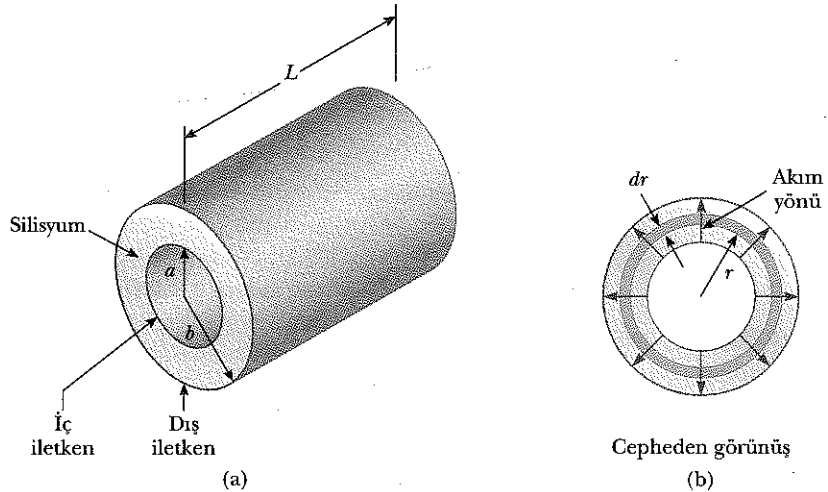 L
Silisyum
a
b
İç
iletken
Dış
iletken
(a)
dr
Akım
yönü
r
Cepheden görünüş
(b)